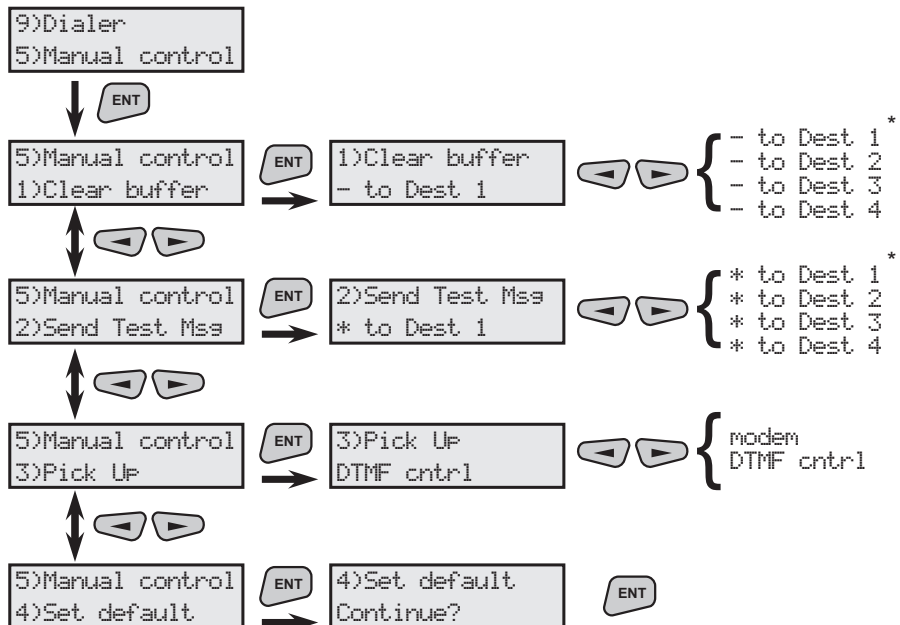 9)Dialer
5)Manual control
ENT
5)Manual control
1)Clear buffer
ENT
1)Clear buffer
- to Dest 1
*
- to Dest 1
- to Dest 2
- to Dest 3
- to Dest 4
5)Manual control
2)Send Test Msg
ENT
2)Send Test Msg
* to Dest 1
*
* to Dest 1
* to Dest 2
* to Dest 3
* to Dest 4
5)Manual control
3)Pick Up
ENT
3)Pick Up
DTMF cntrl
modem
DTMF cntrl
5)Manual control
4)Set default
ENT
4)Set default
Continue?
ENT